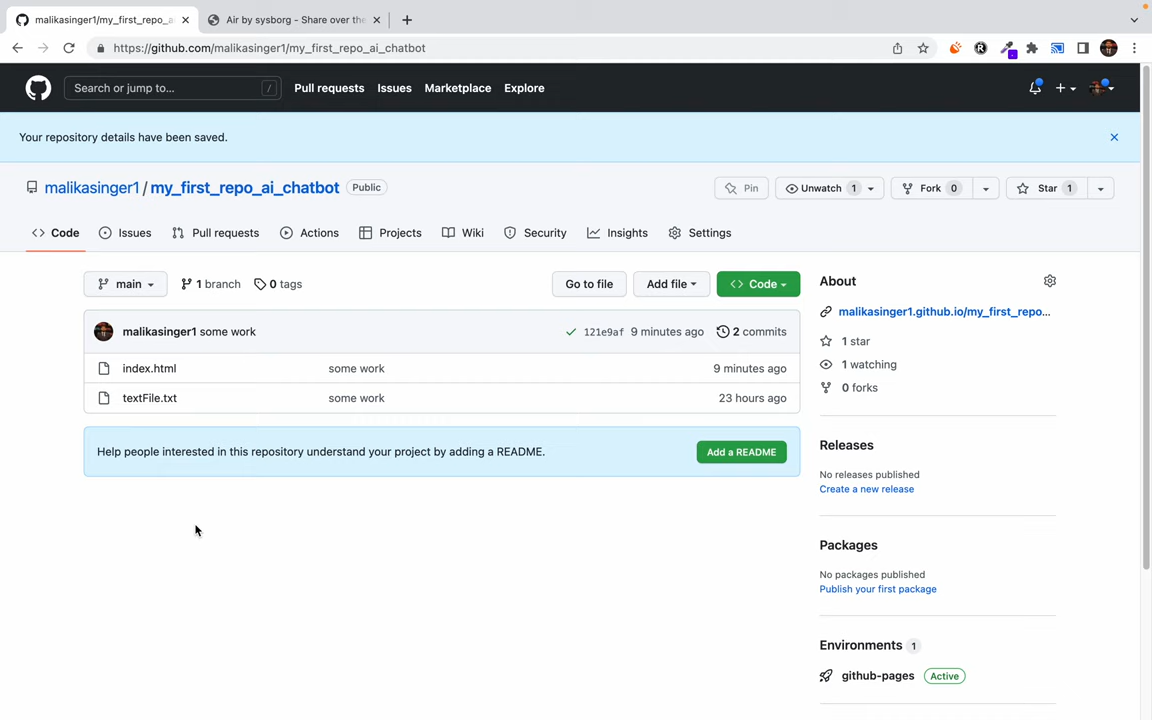 malikasinger1/my_first_repo_a
Air by sysborg - Share over the
https://github.com/malikasinger1/my_first_repo_ai_chatbot
Search or jump to...
/
Pull requests
Issues
Marketplace
Explore
Your repository details have been saved.
malikasinger1 / my_first_repo_ai_chatbot
Public
Pin
Unwatch 1
Fork 0
Star 1
Code
Issues
Pull requests
Actions
Projects
Wiki
Security
Insights
Settings
main
1 branch
0 tags
Go to file
Add file
Code
malikasinger1 some work
121e9af 9 minutes ago
2 commits
index.html
some work
9 minutes ago
textFile.txt
some work
23 hours ago
Help people interested in this repository understand your project by adding a README.
Add a README
About
malikasinger1.github.io/my_first_repo...
1 star
1 watching
0 forks
Releases
No releases published
Create a new release
Packages
No packages published
Publish your first package
Environments 1
github-pages
Active